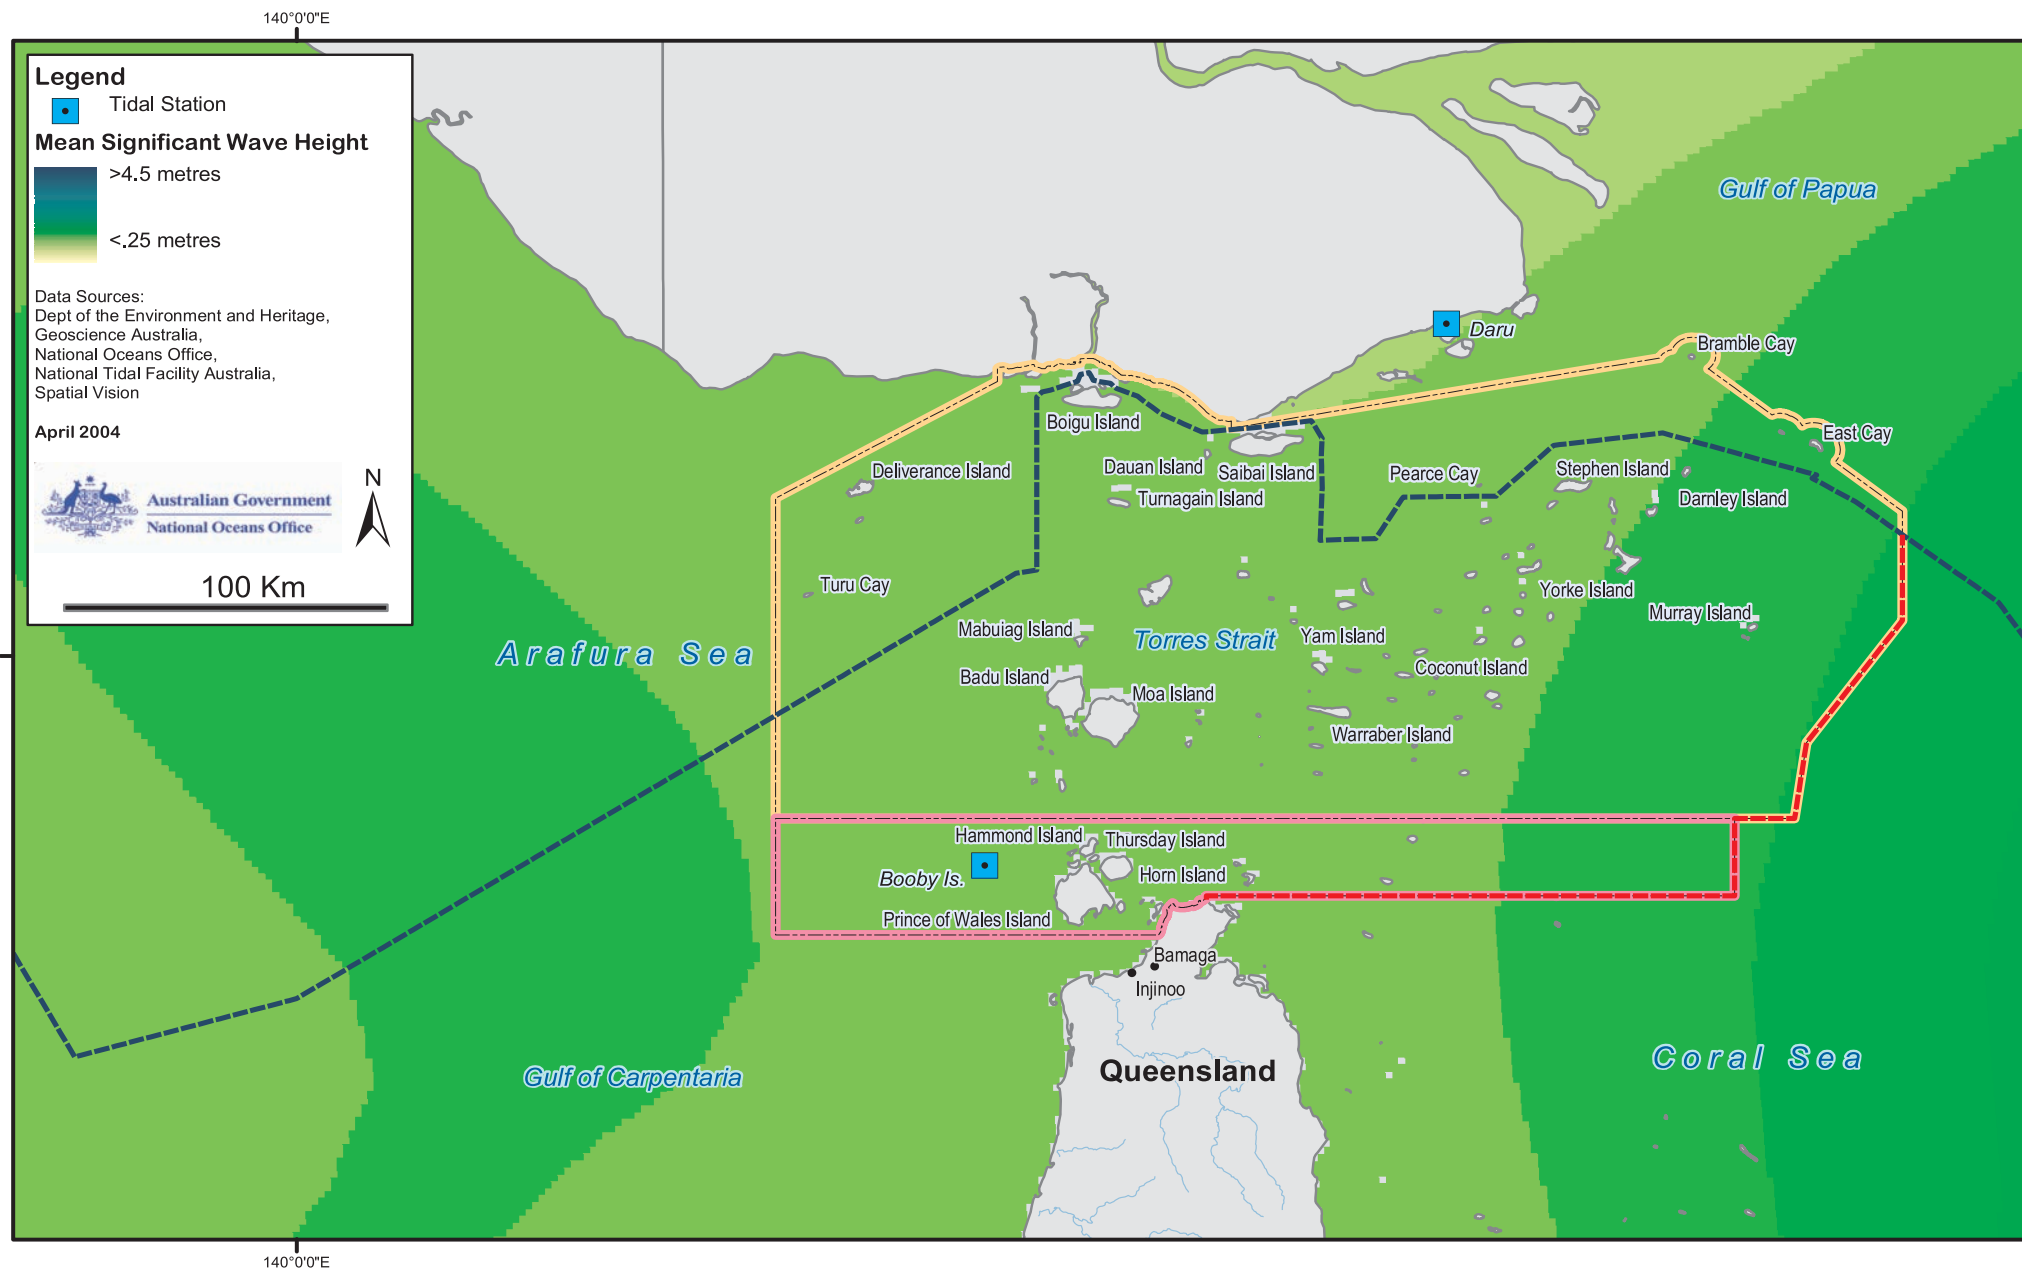 140°0'0"E
Legend
Tidal Station
Mean Significant Wave Height
>4.5 metres
<.25 metres
Data Sources:
Dept of the Environment and Heritage,
Geoscience Australia,
National Oceans Office,
National Tidal Facility Australia,
Spatial Vision
April 2004
Australian Government
National Oceans Office
N
100 Km
Gulf of Papua
Daru
Bramble Cay
Boigu Island
East Cay
Deliverance Island
Dauan Island
Saibai Island
Pearce Cay
Stephen Island
Turnagain Island
Darnley Island
Turu Cay
Yorke Island
Murray Island
Mabuiag Island
Torres Strait
Yam Island
Arafura Sea
Coconut Island
Badu Island
Moa Island
Warraber Island
Hammond Island
Thursday Island
Booby Is.
Horn Island
Prince of Wales Island
Bamaga
Injinoo
Queensland
Gulf of Carpentaria
Coral Sea
140°0'0"E